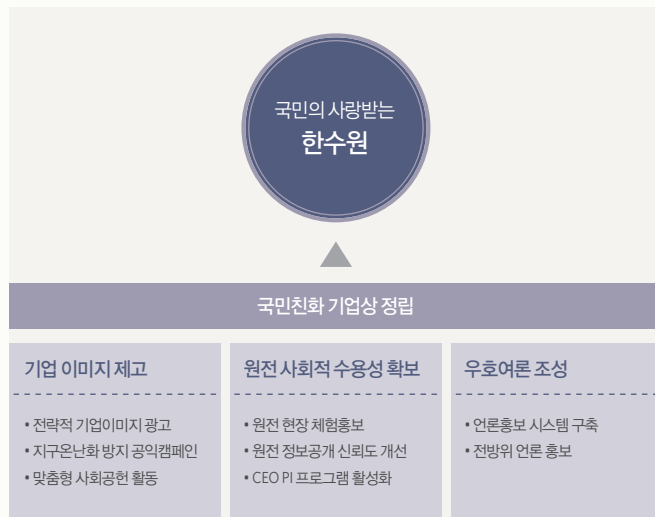 국민의 사랑받는
한수원
국민친화 기업상 정립
기업 이미지 제고
• 전략적 기업이미지 광고
• 지구온난화 방지 공익캠페인
• 맞춤형 사회공헌 활동
원전 사회적 수용성 확보
• 원전 현장 체험홍보
• 원전 정보공개 신뢰도 개선
• CEO PI 프로그램 활성화
우호여론 조성
• 언론홍보 시스템 구축
• 전방위 언론 홍보